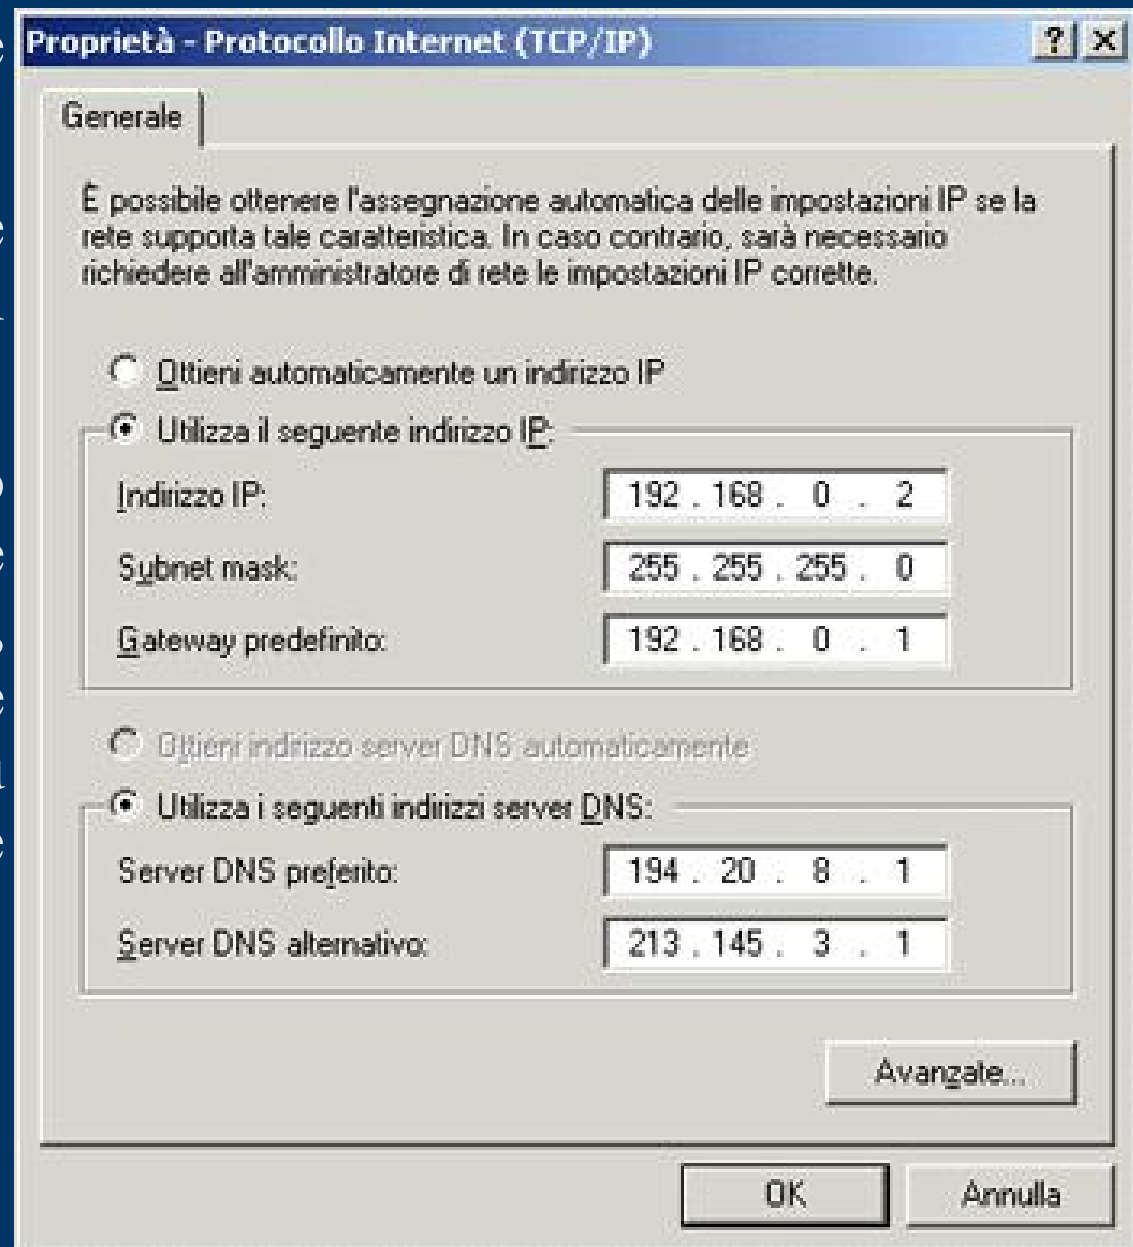 Proprietà - Protocollo Internet (TCP/IP)
Generale
È possibile ottenere l'assegnazione automatica delle impostazioni IP se la
rete supporta tale caratteristica. In caso contrario, sarà necessario
richiedere all'amministratore di rete le impostazioni IP corrette.
Ottieni automaticamente un indirizzo IP
Utilizza il seguente indirizzo IP:
Indirizzo IP: 192 . 168 . 0 . 2
Subnet mask: 255 . 255 . 255 . 0
Gateway predefinito: 192 . 168 . 0 . 1
Ottieni indirizzo server DNS automaticamente
Utilizza i seguenti indirizzi server DNS:
Server DNS preferito: 194 . 20 . 8 . 1
Server DNS alternativo: 213 . 145 . 3 . 1
Avanzate...
OK Annulla